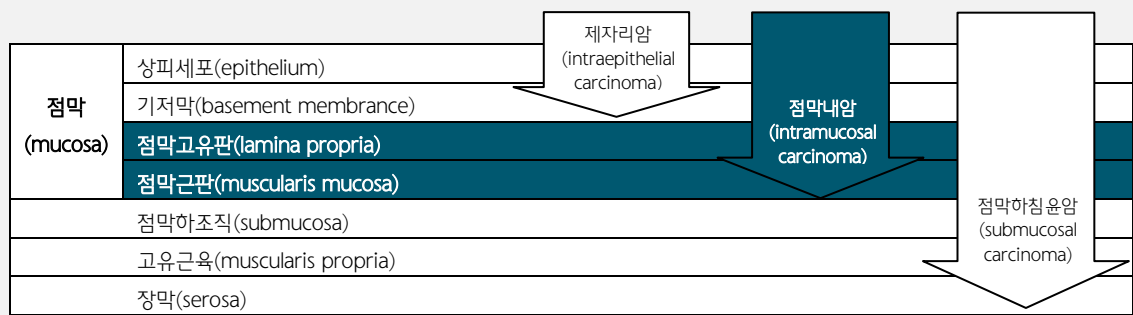 제자리암
(intraepithelial
carcinoma)
점막내암
(intramucosal
carcinoma)
점막하침윤암
(submucosal
carcinoma)
점막
(mucosa)
상피세포(epithelium)
기저막(basement membrance)
점막고유판(lamina propria)
점막근판(muscularis mucosa)
점막하조직(submucosa)
고유근육(muscularis propria)
장막(serosa)